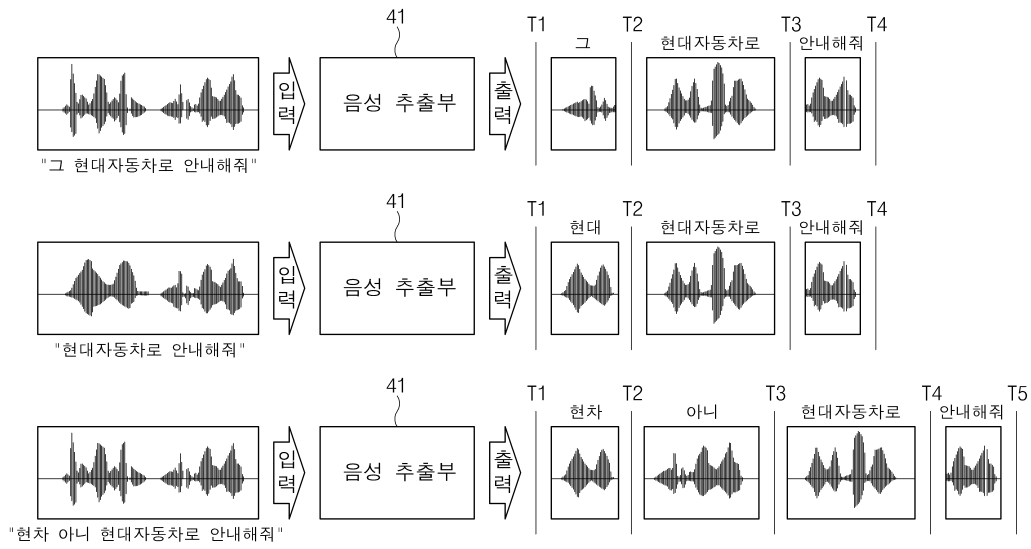 41
T1 T2 T3 T4
그 현대자동차로 안내해줘
입력
음성 추출부
출력
"그 현대자동차로 안내해줘"
41
T1 T2 T3 T4
현대 현대자동차로 안내해줘
입력
음성 추출부
출력
"현대자동차로 안내해줘"
41
T1 T2 T3 T4 T5
현차 아니 현대자동차로 안내해줘
입력
음성 추출부
출력
"현차 아니 현대자동차로 안내해줘"